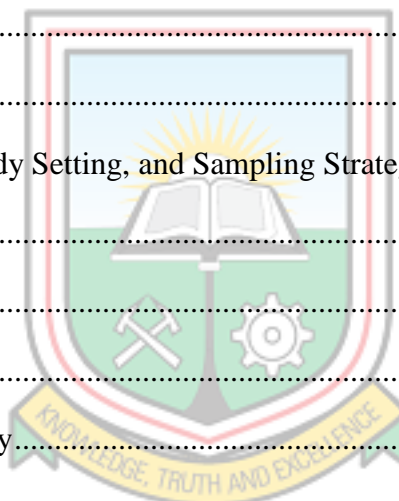 ..........................................................
..........................................................
dy Setting, and Sampling Strate
..........................................................
..........................................................
..........................................................
y..........................................................
KNOWLEDGE, TRUTH AND EXCELLENCE